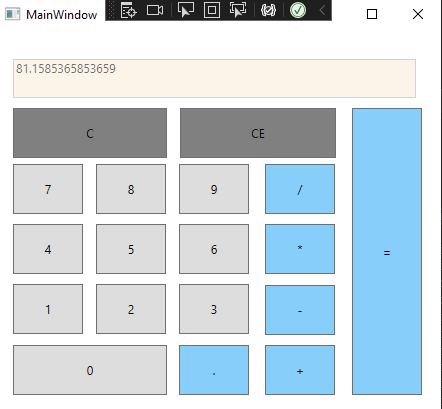 MainWindow
81.1585365853659
C CE
7 8 9 /
4 5 6 * =
1 2 3 -
0 . +